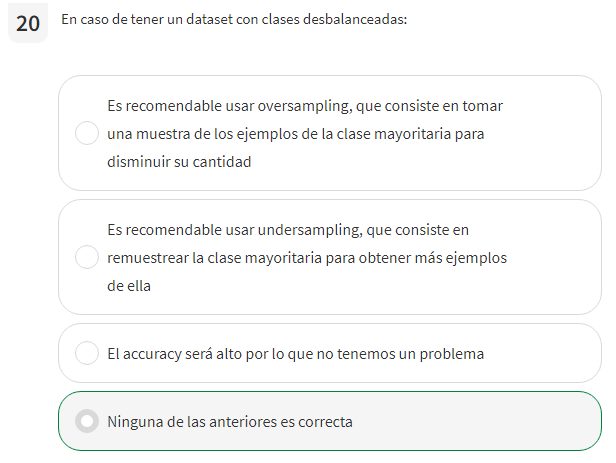 20 En caso de tener un dataset con clases desbalanceadas:
Es recomendable usar oversampling, que consiste en tomar
una muestra de los ejemplos de la clase mayoritaria para
disminuir su cantidad
Es recomendable usar undersampling, que consiste en
remuestrear la clase mayoritaria para obtener más ejemplos
de ella
El accuracy será alto por lo que no tenemos un problema
Ninguna de las anteriores es correcta